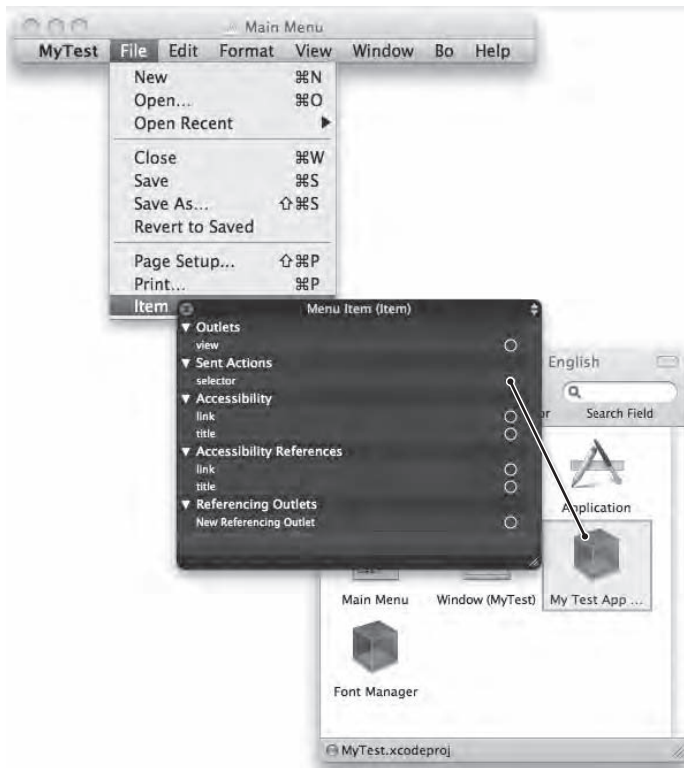 Main Menu
MyTest File Edit Format View Window Bo Help
New ⌘N
Open... ⌘O
Open Recent ▶
Close ⌘W
Save ⌘S
Save As... ⇧⌘S
Revert to Saved
Page Setup... ⇧⌘P
Print... ⌘P
Item
Menu Item (Item)
▼ Outlets
view
▼ Sent Actions
selector
▼ Accessibility
link
title
▼ Accessibility References
link
title
▼ Referencing Outlets
New Referencing Outlet
English
Search Field
Application
Main Menu
Window (MyTest)
My Test App ...
Font Manager
MyTest.xcodeproj